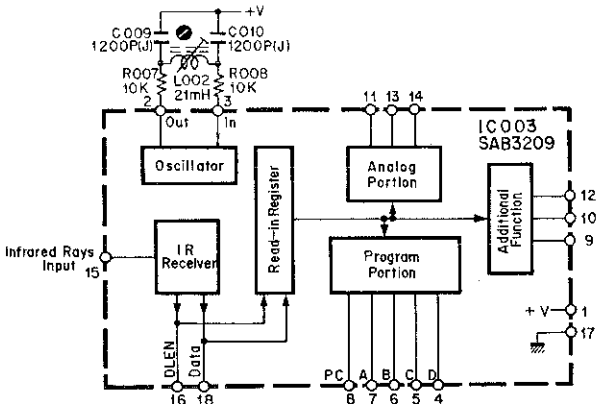 +V
C009
1200P(J)
C010
1200P(J)
R007
10K
L002
21mH
R008
10K
2
3
Out
In
11
13
14
IC003
SAB3209
Oscillator
Read-in Register
Analog
Portion
Additional
Function
12
10
9
Infrared Rays
Input
15
IR
Receiver
Program
Portion
+V
1
17
DLEN
Data
PC
A
B
C
D
16
18
8
7
6
5
4